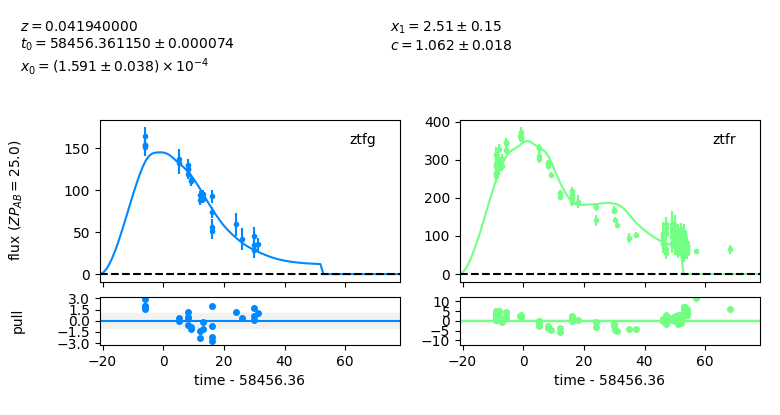 z = 0.041940000
t₀ = 58456.361150 ± 0.000074
x₀ = (1.591 ± 0.038) × 10⁻⁴
x₁ = 2.51 ± 0.15
c = 1.062 ± 0.018
flux (ZP_AB = 25.0)
150
100
50
0
ztfg
400
300
200
100
0
ztfr
pull
3.0
1.5
0.0
−1.5
−3.0
10
5
0
−5
−10
−20 0 20 40 60
−20 0 20 40 60
time - 58456.36
time - 58456.36